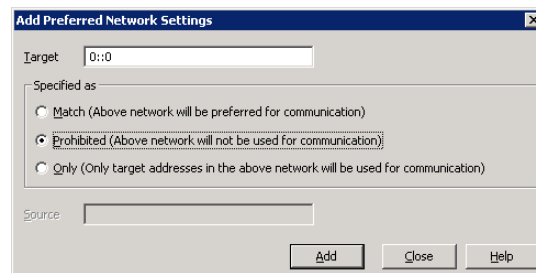 Add Preferred Network Settings
Target 0::0
Specified as
Match (Above network will be preferred for communication)
Prohibited (Above network will not be used for communication)
Only (Only target addresses in the above network will be used for communication)
Source
Add Close Help